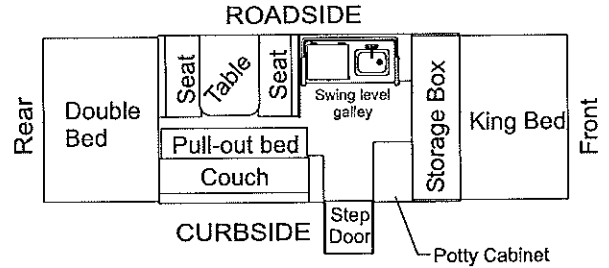 ROADSIDE
Rear
Double
Bed
Seat
Table
Seat
Swing level
galley
Storage Box
King Bed
Front
Pull-out bed
Couch
CURBSIDE
Step
Door
Potty Cabinet